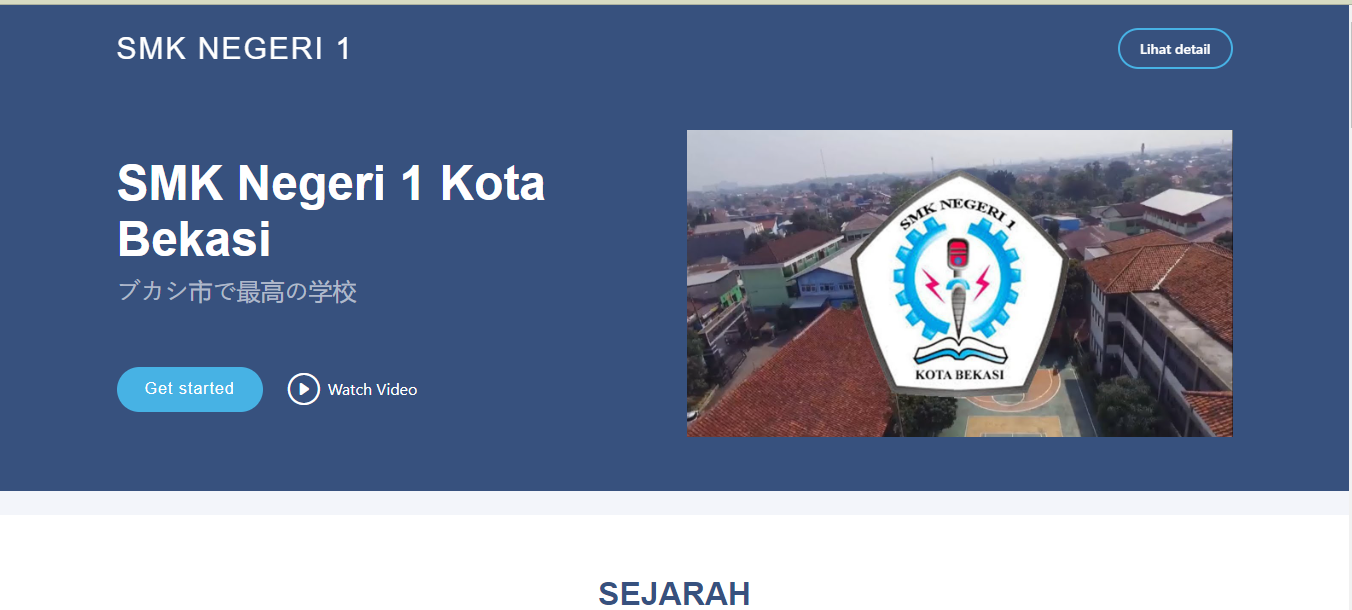 SMK NEGERI 1
Lihat detail
SMK Negeri 1 Kota
Bekasi
ブカシ市で最高の学校
Get started
Watch Video
SMK NEGERI 1
KOTA BEKASI
SEJARAH